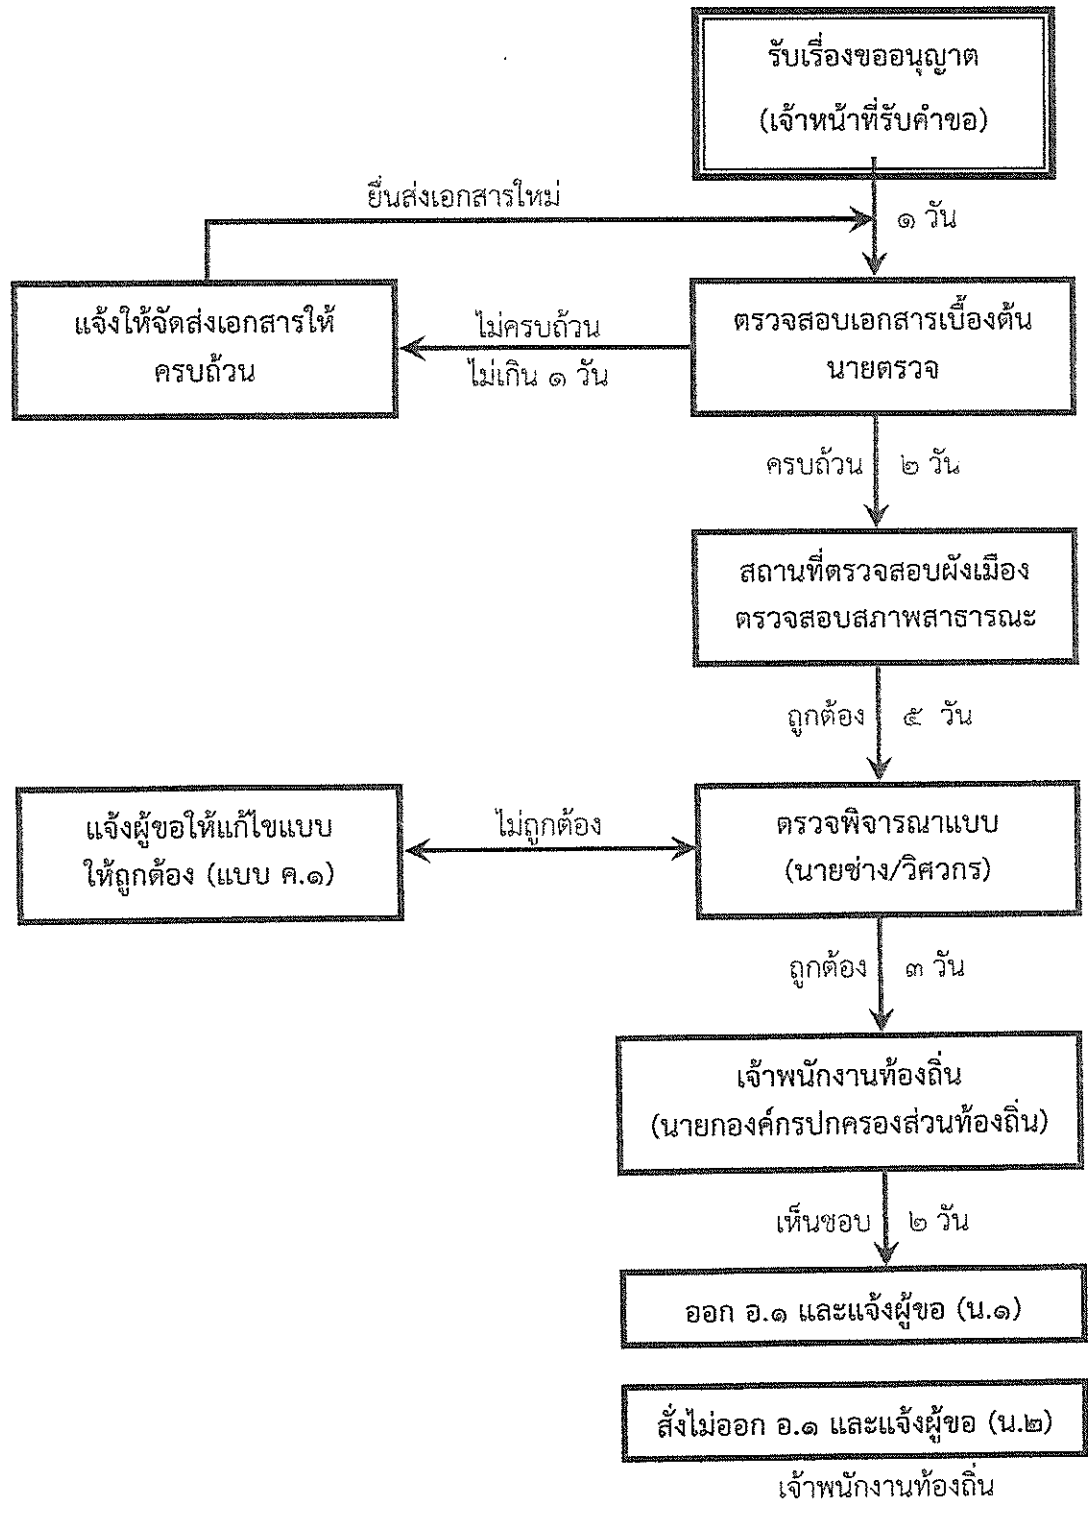 รับเรื่องขออนุญาต
(เจ้าหน้าที่รับคำขอ)
ยื่นส่งเอกสารใหม่
๑ วัน
แจ้งให้จัดส่งเอกสารให้
ครบถ้วน
ไม่ครบถ้วน
ไม่เกิน ๑ วัน
ตรวจสอบเอกสารเบื้องต้น
นายตรวจ
ครบถ้วน ๒ วัน
สถานที่ตรวจสอบผังเมือง
ตรวจสอบสภาพสาธารณะ
ถูกต้อง ๕ วัน
แจ้งผู้ขอให้แก้ไขแบบ
ให้ถูกต้อง (แบบ ค.๑)
ไม่ถูกต้อง
ตรวจพิจารณาแบบ
(นายช่าง/วิศวกร)
ถูกต้อง ๓ วัน
เจ้าพนักงานท้องถิ่น
(นายกองค์กรปกครองส่วนท้องถิ่น)
เห็นชอบ ๒ วัน
ออก อ.๑ และแจ้งผู้ขอ (น.๑)
สั่งไม่ออก อ.๑ และแจ้งผู้ขอ (น.๒)
เจ้าพนักงานท้องถิ่น